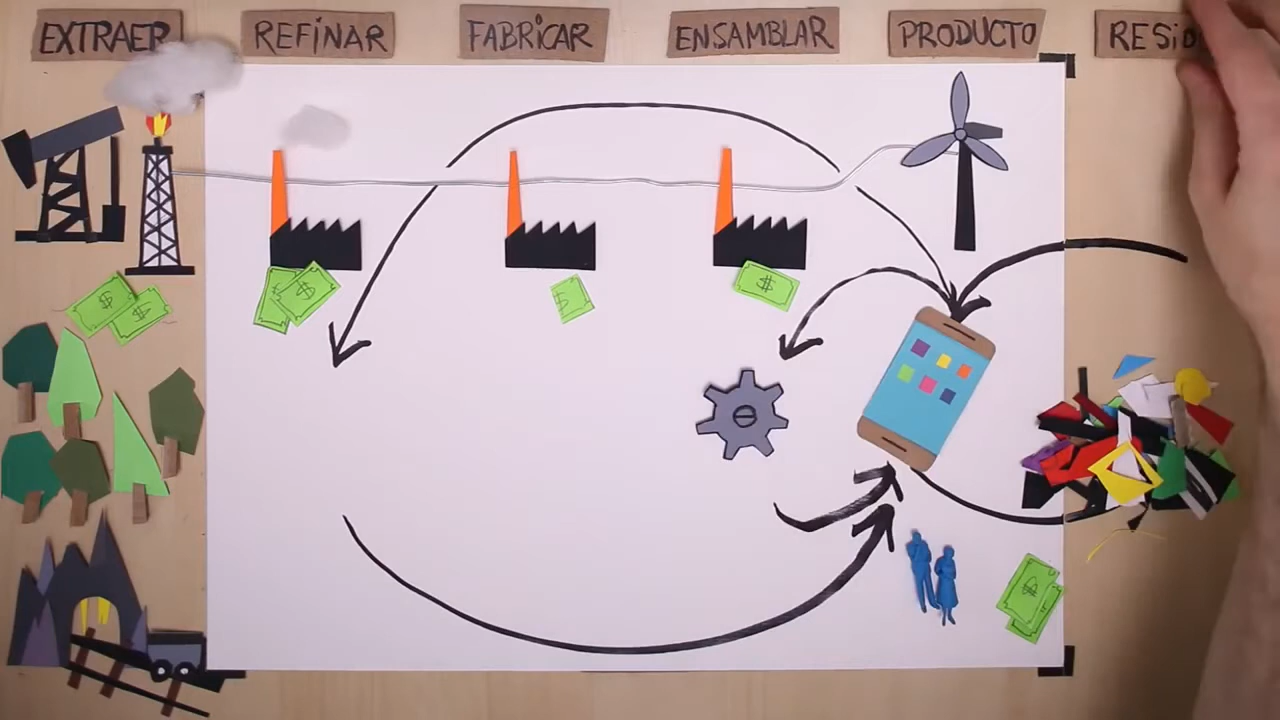 EXTRAER
REFINAR
FABRICAR
ENSAMBLAR
PRODUCTO